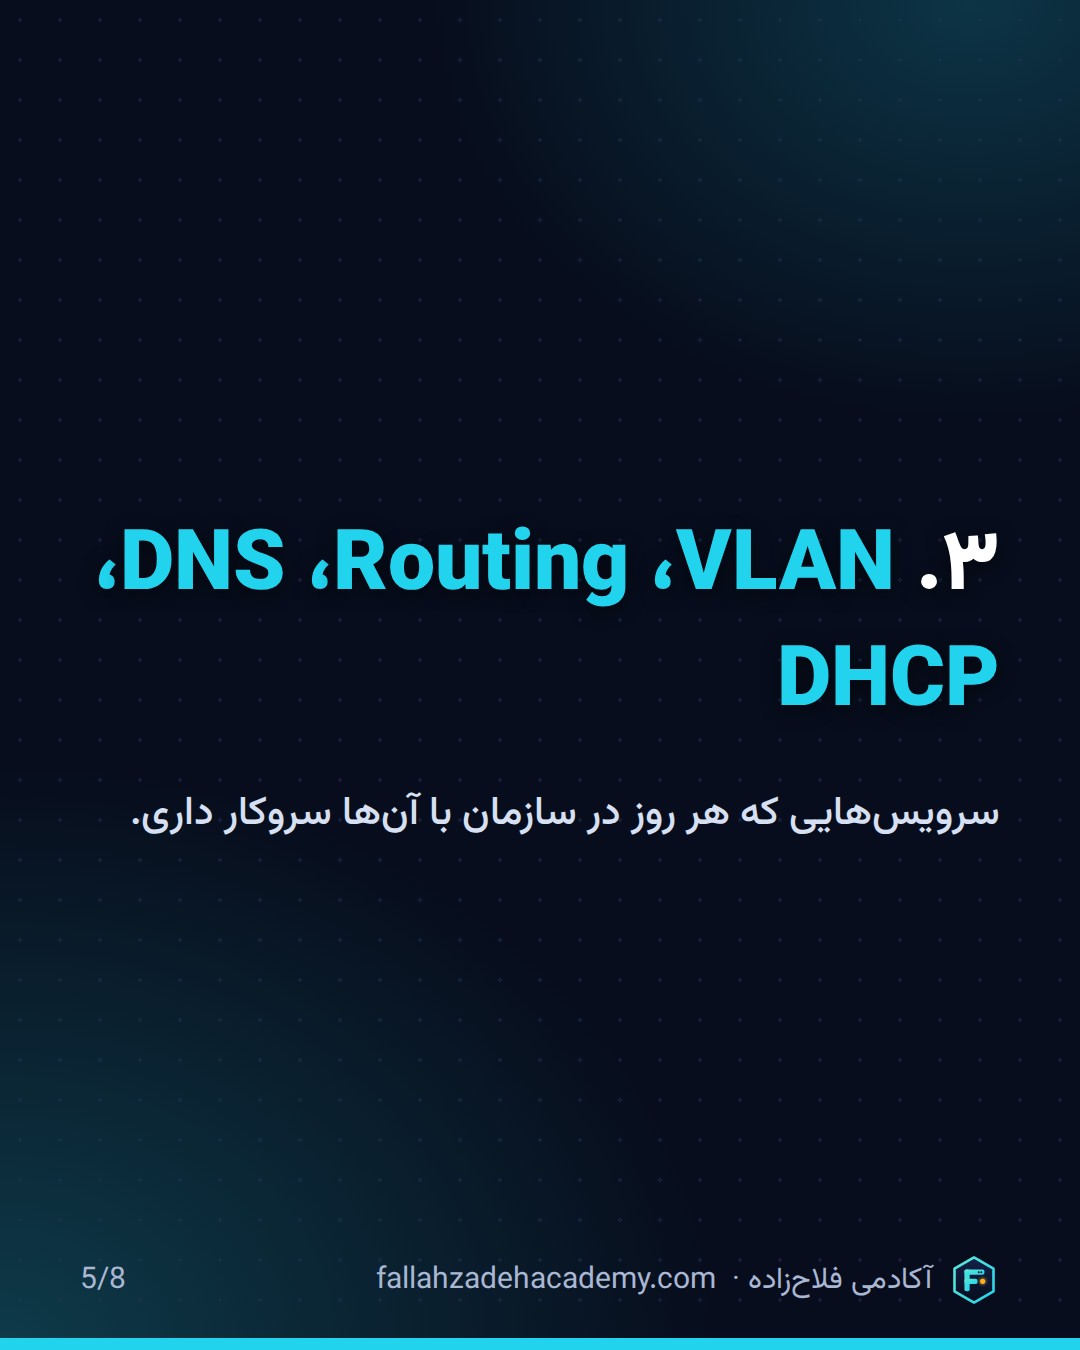 ۳. VLAN، Routing، DNS،
DHCP
سرویس‌هایی که هر روز در سازمان با آن‌ها سروکار داری.
آکادمی فلاح‌زاده · fallahzadehacademy.com
5/8